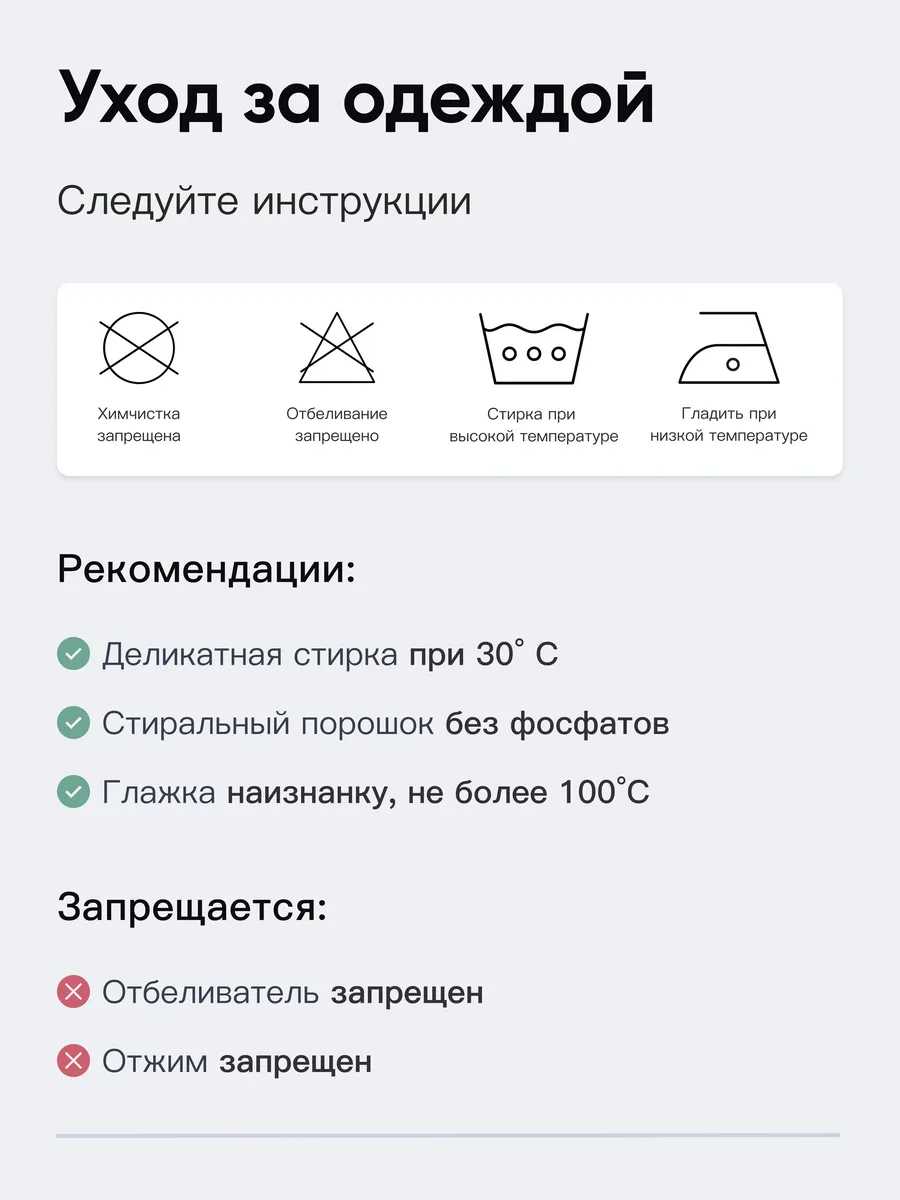 Уход за одеждой
Следуйте инструкции
Химчистка
запрещена
Отбеливание
запрещено
Стирка при
высокой температуре
Гладить при
низкой температуре
Рекомендации:
Деликатная стирка при 30° С
Стиральный порошок без фосфатов
Глажка наизнанку, не более 100°С
Запрещается:
Отбеливатель запрещен
Отжим запрещен